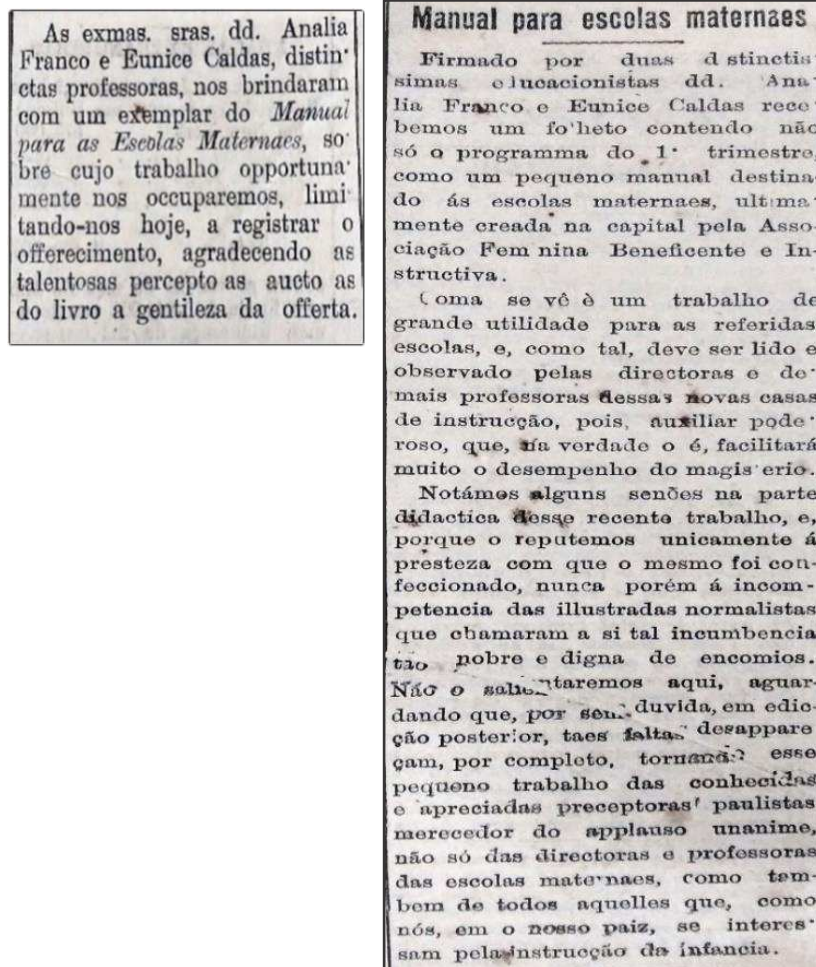 As exmas. sras. dd. Analia
Franco e Eunice Caldas, distin-
ctas professoras, nos brindaram
com um exemplar do Manual
para as Escolas Maternaes, so-
bre cujo trabalho opportuna-
mente nos occuparemos, limi-
tando-nos hoje, a registrar o
offerecimento, agradecendo as
talentosas percepto as aucto as
do livro a gentileza da offerta.
Manual para escolas maternaes
Firmado por duas d stinctis-
simas elucacionistas dd. Ana-
lia Franco e Eunice Caldas rece-
bemos um fo'heto contendo não
só o programma do 1· trimestre,
como um pequeno manual destina-
do ás escolas maternaes, ultima-
mente creada na capital pela Asso-
ciação Fem nina Beneficente e In-
structiva.
Coma se vê è um trabalho de
grande utilidade para as referidas
escolas, e, como tal, deve ser lido e
observado pelas directoras e de-
mais professoras dessas novas casas
de instrucção, pois, auxiliar pode-
roso, que, na verdade o é, facilitará
muito o desempenho do magis erio.
Notámos alguns senões na parte
didactica desse recente trabalho, e,
porque o reputemos unicamente á
presteza com que o mesmo foi con-
feccionado, nunca porém á incom-
petencia das illustradas normalistas
que chamaram a si tal incumbencia
tão nobre e digna de encomios.
Não o salientaremos aqui, aguar-
dando que, por sem duvida, em edic-
ção posterior, taes faltas desappare
çam, por completo, tornando esse
pequeno trabalho das conhecidas
e apreciadas preceptoras paulistas
merecedor do applauso unanime,
não só das directoras e professoras
das escolas mate·naes, como tam-
bem de todos aquelles que, como
nós, em o nosso paiz, se interes-
sam pela instrucção da infancia.